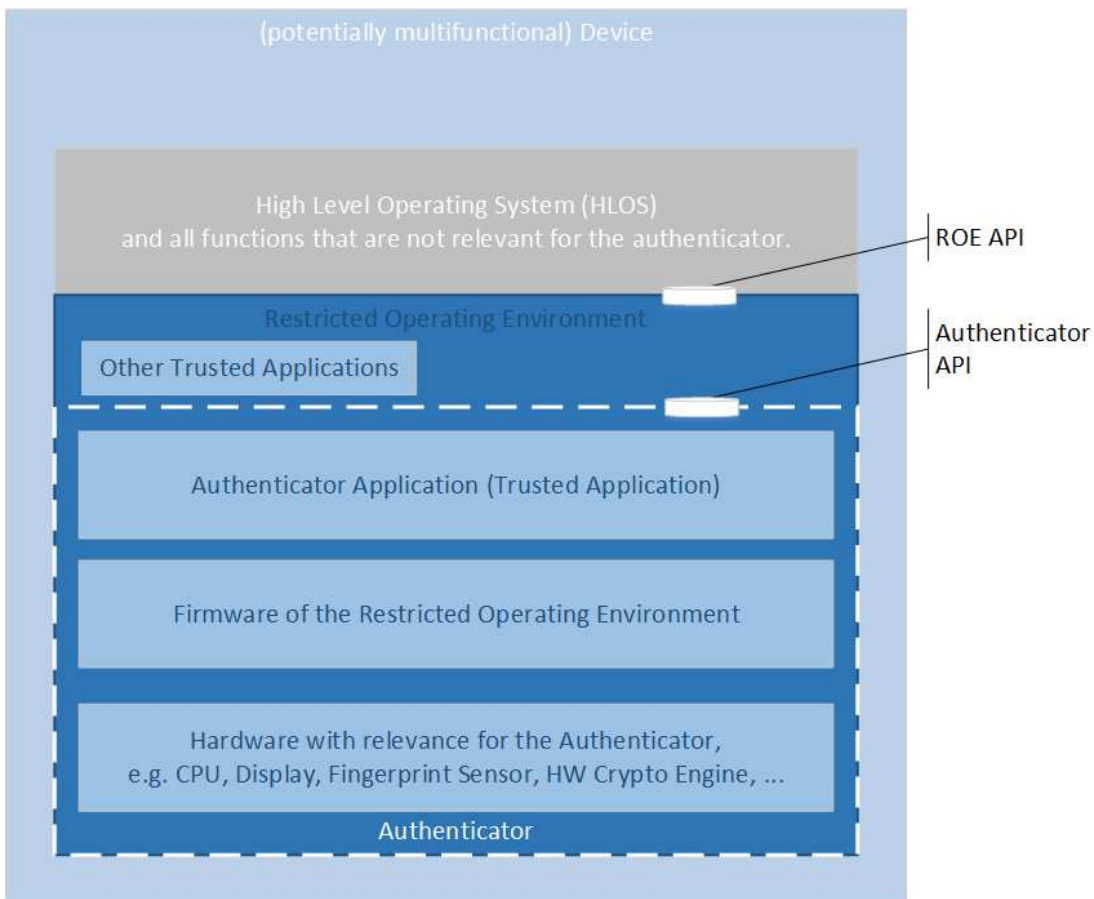 (potentially multifunctional) Device
High Level Operating System (HLOS)
and all functions that are not relevant for the authenticator.
ROE API
Restricted Operating Environment
Authenticator
API
Other Trusted Applications
Authenticator Application (Trusted Application)
Firmware of the Restricted Operating Environment
Hardware with relevance for the Authenticator,
e.g. CPU, Display, Fingerprint Sensor, HW Crypto Engine, ...
Authenticator